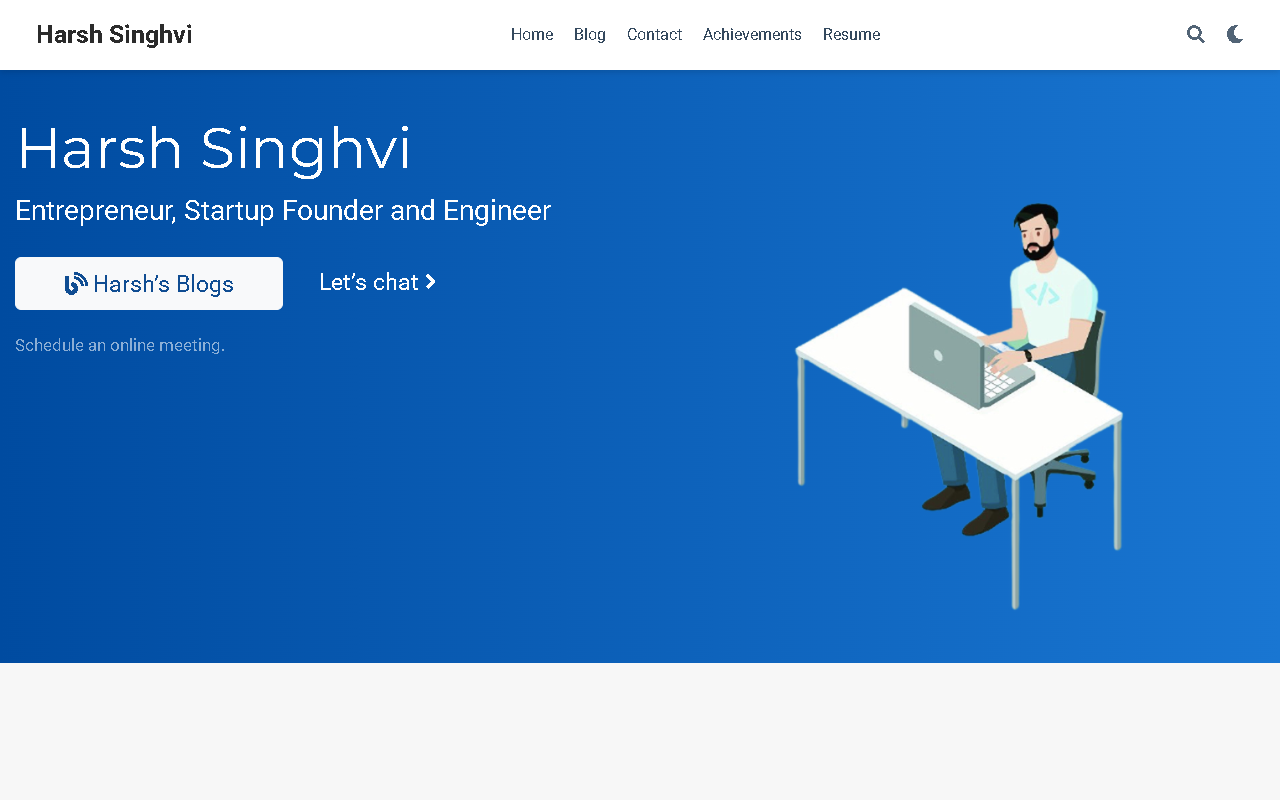 Harsh Singhvi
Home Blog Contact Achievements Resume
Harsh Singhvi
Entrepreneur, Startup Founder and Engineer
Harsh’s Blogs
Let’s chat
Schedule an online meeting.